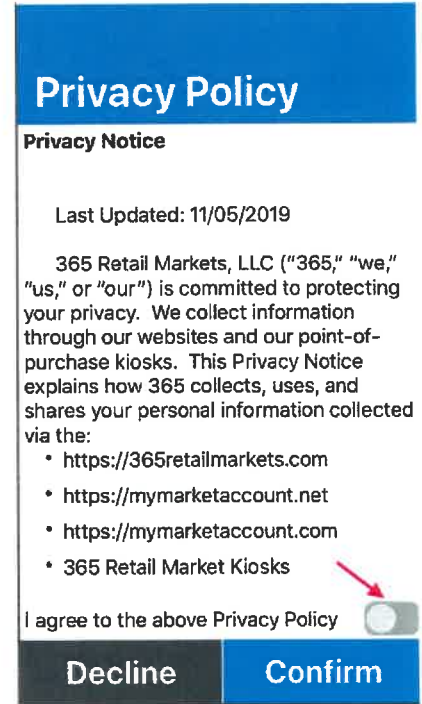 Privacy Policy
Privacy Notice
Last Updated: 11/05/2019
365 Retail Markets, LLC ("365," "we,"
"us," or "our") is committed to protecting
your privacy.  We collect information
through our websites and our point-of-
purchase kiosks.  This Privacy Notice
explains how 365 collects, uses, and
shares your personal information collected
via the:
• https://365retailmarkets.com
• https://mymarketaccount.net
• https://mymarketaccount.com
• 365 Retail Market Kiosks
I agree to the above Privacy Policy
Decline
Confirm